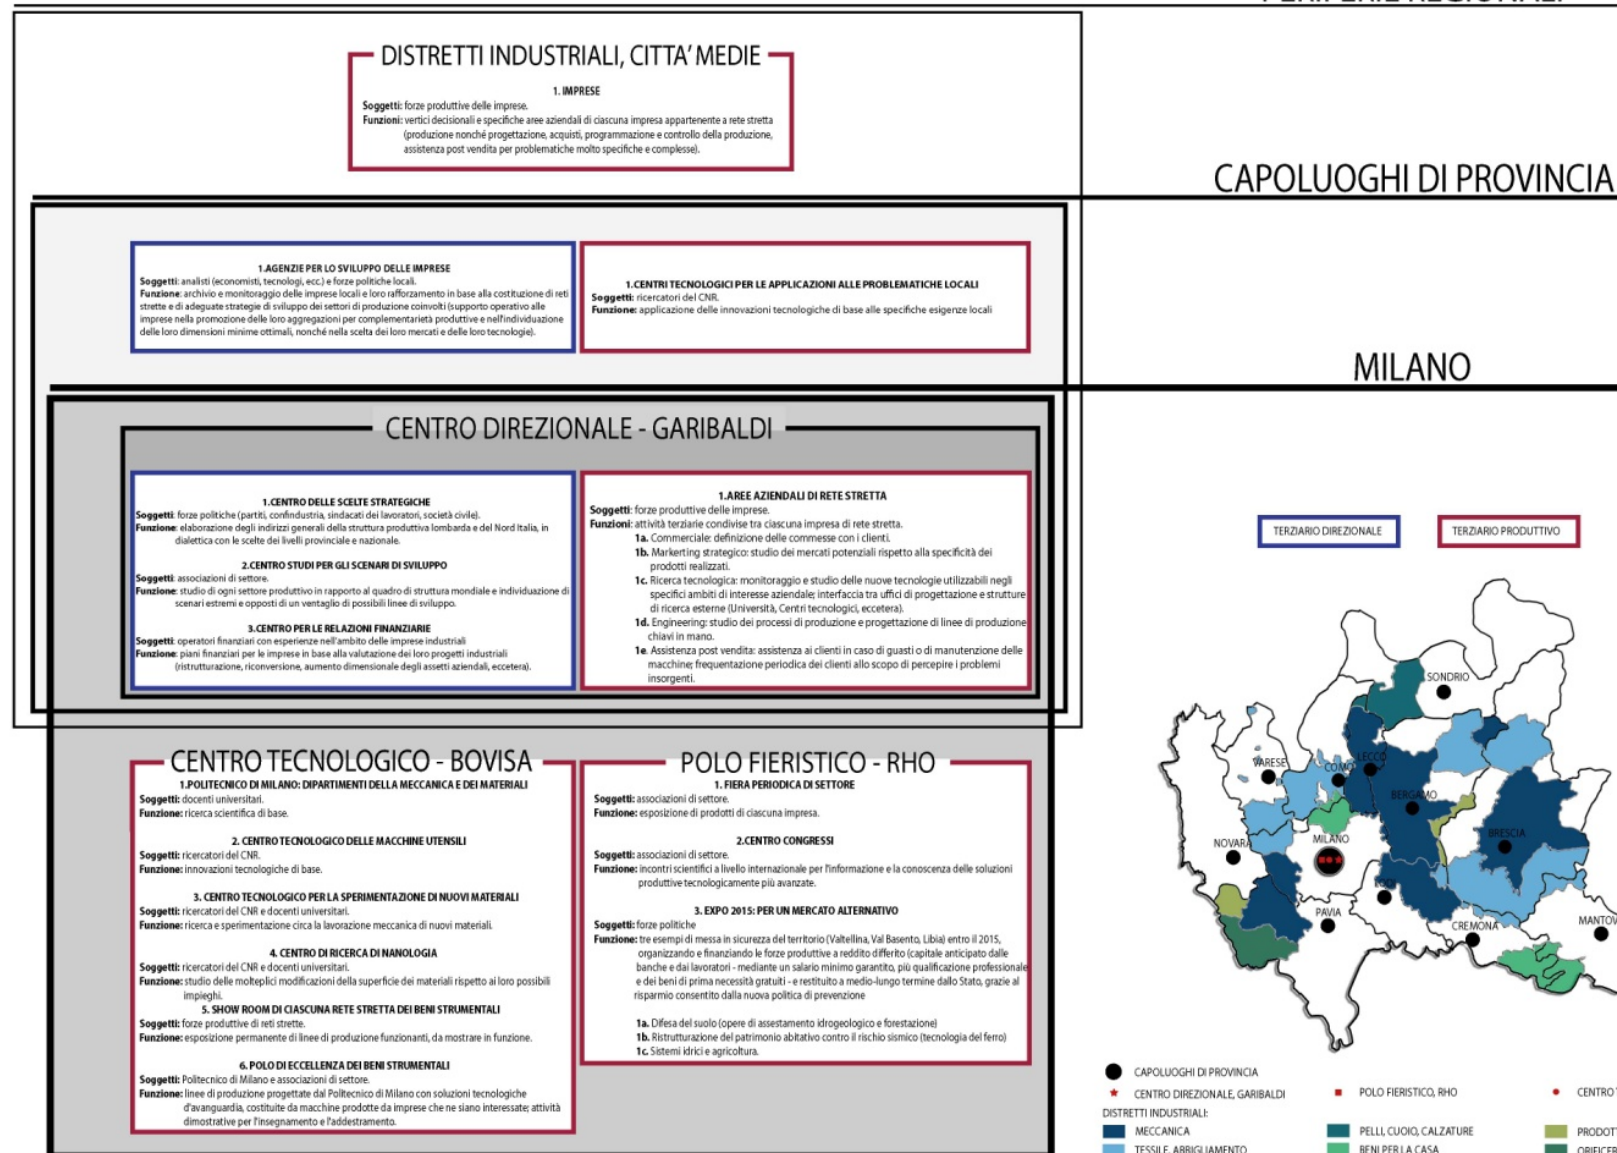 DISTRETTI INDUSTRIALI, CITTA' MEDIE
1. IMPRESE
Soggetti: forze produttive delle imprese.
Funzioni: vertici decisionali e specifiche aree aziendali di ciascuna impresa appartenente a rete stretta
(produzione nonché progettazione, acquisti, programmazione e controllo della produzione,
assistenza post vendita per problematiche molto specifiche e complesse).
CAPOLUOGHI DI PROVINCIA
1.AGENZIE PER LO SVILUPPO DELLE IMPRESE
Soggetti: analisti (economisti, tecnologi, ecc.) e forze politiche locali.
Funzione: archivio e monitoraggio delle imprese locali e loro rafforzamento in base alla costituzione di reti
strette e di adeguate strategie di sviluppo dei settori di produzione coinvolti (supporto operativo alle
imprese nella promozione delle loro aggregazioni per complementarietà produttive e nell'individuazione
delle loro dimensioni minime ottimali, nonché nella scelta dei loro mercati e delle loro tecnologie).
1.CENTRI TECNOLOGICI PER LE APPLICAZIONI ALLE PROBLEMATICHE LOCALI
Soggetti: ricercatori del CNR.
Funzione: applicazione delle innovazioni tecnologiche di base alle specifiche esigenze locali
MILANO
CENTRO DIREZIONALE - GARIBALDI
1.CENTRO DELLE SCELTE STRATEGICHE
Soggetti: forze politiche (partiti, confindustria, sindacati dei lavoratori, società civile).
Funzione: elaborazione degli indirizzi generali della struttura produttiva lombarda e del Nord Italia, in
dialettica con le scelte dei livelli provinciale e nazionale.
2.CENTRO STUDI PER GLI SCENARI DI SVILUPPO
Soggetti: associazioni di settore.
Funzione: studio di ogni settore produttivo in rapporto al quadro di struttura mondiale e individuazione di
scenari estremi e opposti di un ventaglio di possibili linee di sviluppo.
3.CENTRO PER LE RELAZIONI FINANZIARIE
Soggetti: operatori finanziari con esperienze nell'ambito delle imprese industriali
Funzione: piani finanziari per le imprese in base alla valutazione dei loro progetti industriali
(ristrutturazione, riconversione, aumento dimensionale degli assetti aziendali, eccetera).
1.AREE AZIENDALI DI RETE STRETTA
Soggetti: forze produttive delle imprese.
Funzioni: attività terziarie condivise tra ciascuna impresa di rete stretta.
1a. Commerciale: definizione delle commesse con i clienti.
1b. Markerting strategico: studio dei mercati potenziali rispetto alla specificità dei
prodotti realizzati.
1c. Ricerca tecnologica: monitoraggio e studio delle nuove tecnologie utilizzabili negli
specifici ambiti di interesse aziendale; interfaccia tra uffici di progettazione e strutture
di ricerca esterne (Università, Centri tecnologici, eccetera).
1d. Engineering: studio dei processi di produzione e progettazione di linee di produzione
chiavi in mano.
1e. Assistenza post vendita: assistenza ai clienti in caso di guasti o di manutenzione delle
macchine; frequentazione periodica dei clienti allo scopo di percepire i problemi
insorgenti.
CENTRO TECNOLOGICO - BOVISA
1.POLITECNICO DI MILANO: DIPARTIMENTI DELLA MECCANICA E DEI MATERIALI
Soggetti: docenti universitari.
Funzione: ricerca scientifica di base.
2. CENTRO TECNOLOGICO DELLE MACCHINE UTENSILI
Soggetti: ricercatori del CNR.
Funzione: innovazioni tecnologiche di base.
3. CENTRO TECNOLOGICO PER LA SPERIMENTAZIONE DI NUOVI MATERIALI
Soggetti: ricercatori del CNR e docenti universitari.
Funzione: ricerca e sperimentazione circa la lavorazione meccanica di nuovi materiali.
4. CENTRO DI RICERCA DI NANOLOGIA
Soggetti: ricercatori del CNR e docenti universitari.
Funzione: studio delle molteplici modificazioni della superficie dei materiali rispetto ai loro possibili
impieghi.
5. SHOW ROOM DI CIASCUNA RETE STRETTA DEI BENI STRUMENTALI
Soggetti: forze produttive di reti strette.
Funzione: esposizione permanente di linee di produzione funzionanti, da mostrare in funzione.
6. POLO DI ECCELLENZA DEI BENI STRUMENTALI
Soggetti: Politecnico di Milano e associazioni di settore.
Funzione: linee di produzione progettate dal Politecnico di Milano con soluzioni tecnologiche
d'avanguardia, costituite da macchine prodotte da imprese che ne siano interessate; attività
dimostrative per l'insegnamento e l'addestramento.
POLO FIERISTICO - RHO
1. FIERA PERIODICA DI SETTORE
Soggetti: associazioni di settore.
Funzione: esposizione di prodotti di ciascuna impresa.
2.CENTRO CONGRESSI
Soggetti: associazioni di settore.
Funzione: incontri scientifici a livello internazionale per l'informazione e la conoscenza delle soluzioni
produttive tecnologicamente più avanzate.
3. EXPO 2015: PER UN MERCATO ALTERNATIVO
Soggetti: forze politiche
Funzione: tre esempi di messa in sicurezza del territorio (Valtellina, Val Basento, Libia) entro il 2015,
organizzando e finanziando le forze produttive a reddito differito (capitale anticipato dalle
banche e dai lavoratori - mediante un salario minimo garantito, più qualificazione professionale
e dei beni di prima necessità gratuiti - e restituito a medio-lungo termine dallo Stato, grazie al
risparmio consentito dalla nuova politica di prevenzione
1a. Difesa del suolo (opere di assestamento idrogeologico e forestazione)
1b. Ristrutturazione del patrimonio abitativo contro il rischio sismico (tecnologia del ferro)
1c. Sistemi idrici e agricoltura.
TERZIARIO DIREZIONALE
TERZIARIO PRODUTTIVO
SONDRIO
VARESE
COMO
LECCO
BERGAMO
BRESCIA
NOVARA
MILANO
LODI
PAVIA
CREMONA
MANTOV
CAPOLUOGHI DI PROVINCIA
CENTRO DIREZIONALE, GARIBALDI
POLO FIERISTICO, RHO
CENTRO
DISTRETTI INDUSTRIALI:
MECCANICA
PELLI, CUOIO, CALZATURE
PRODOTT
TESSILE, ABBIGLIAMENTO
BENI PER LA CASA